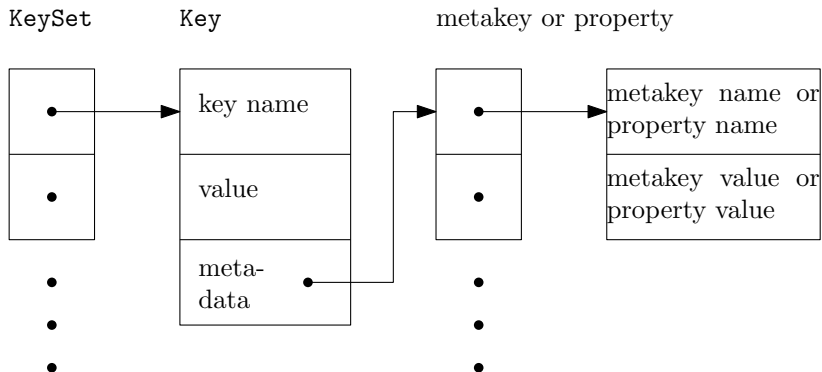 KeySet
Key
metakey or property
key name
value
meta-
data
metakey name or
property name
metakey value or
property value